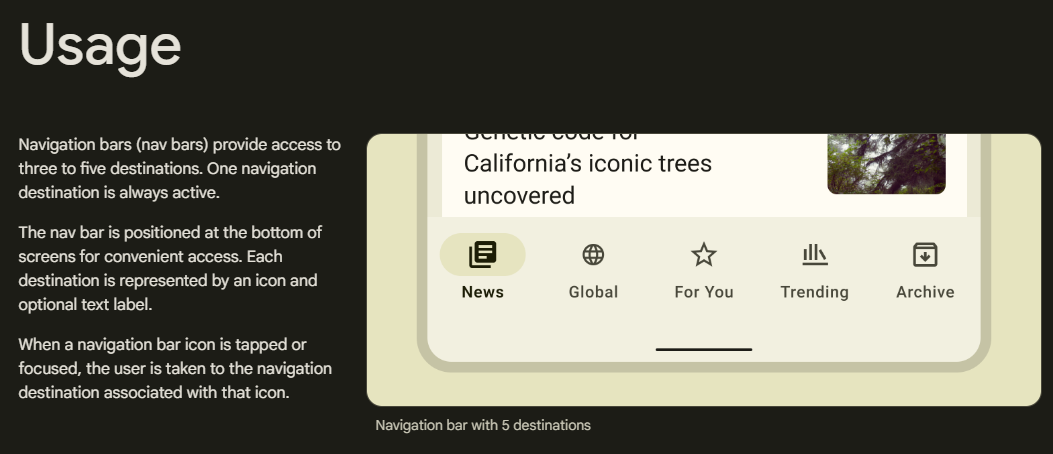 Usage
Navigation bars (nav bars) provide access to
three to five destinations. One navigation
destination is always active.
The nav bar is positioned at the bottom of
screens for convenient access. Each
destination is represented by an icon and
optional text label.
When a navigation bar icon is tapped or
focused, the user is taken to the navigation
destination associated with that icon.
Genetic code for
California's iconic trees
uncovered
News
Global
For You
Trending
Archive
Navigation bar with 5 destinations